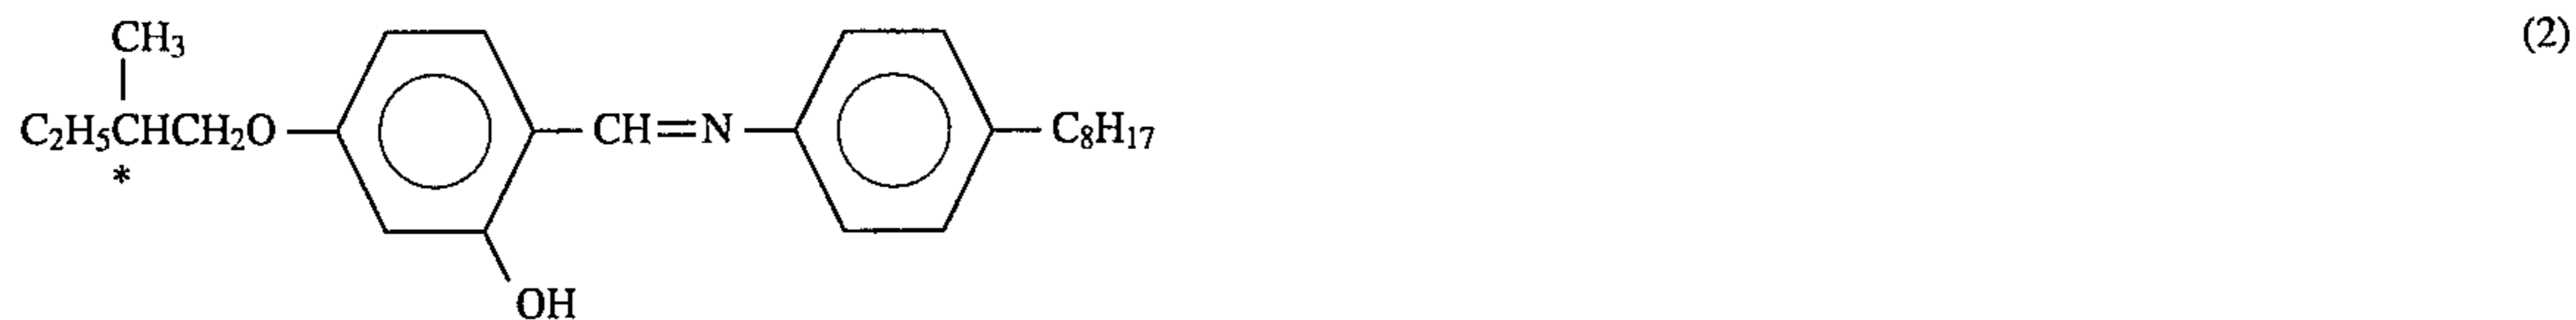 CH₃ (2)
C₂H₅CHCH₂O CH=N C₈H₁₇
*
OH